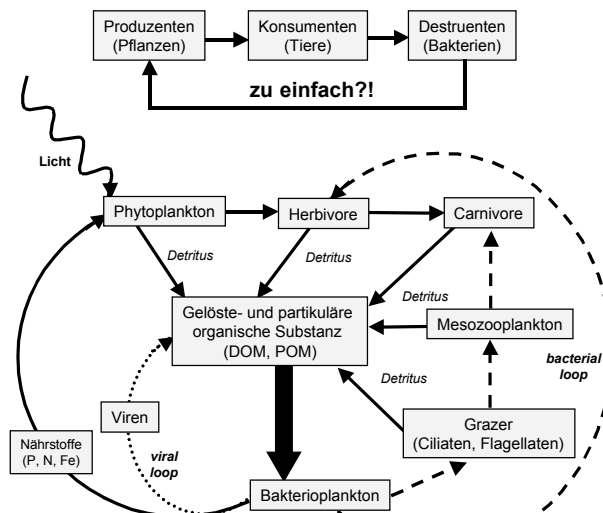 Produzenten
(Pflanzen)
Konsumenten
(Tiere)
Destruenten
(Bakterien)
zu einfach?!
Licht
Phytoplankton
Herbivore
Carnivore
Detritus
Detritus
Detritus
Gelöste- und partikuläre
organische Substanz
(DOM, POM)
Mesozooplankton
bacterial
loop
Detritus
Viren
Grazer
(Ciliaten, Flagellaten)
Nährstoffe
(P, N, Fe)
viral
loop
Bakterioplankton